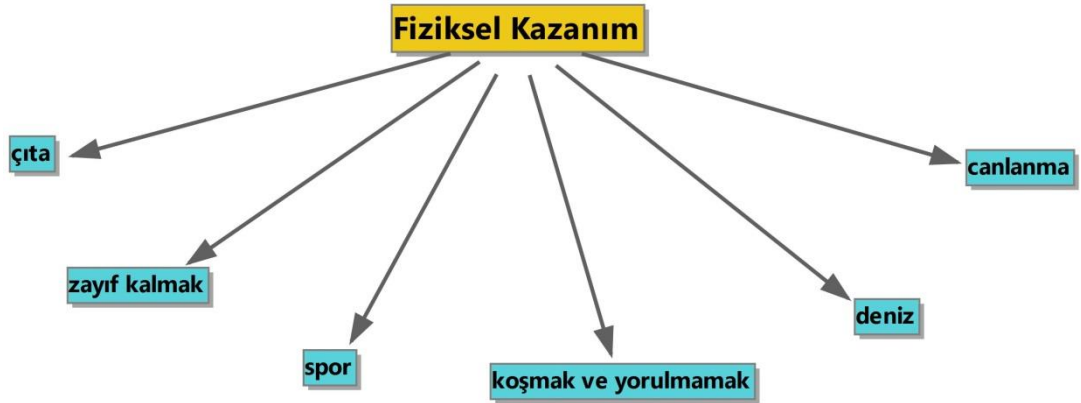 Fiziksel Kazanım
çıta
canlanma
zayıf kalmak
deniz
spor
koşmak ve yorulmamak